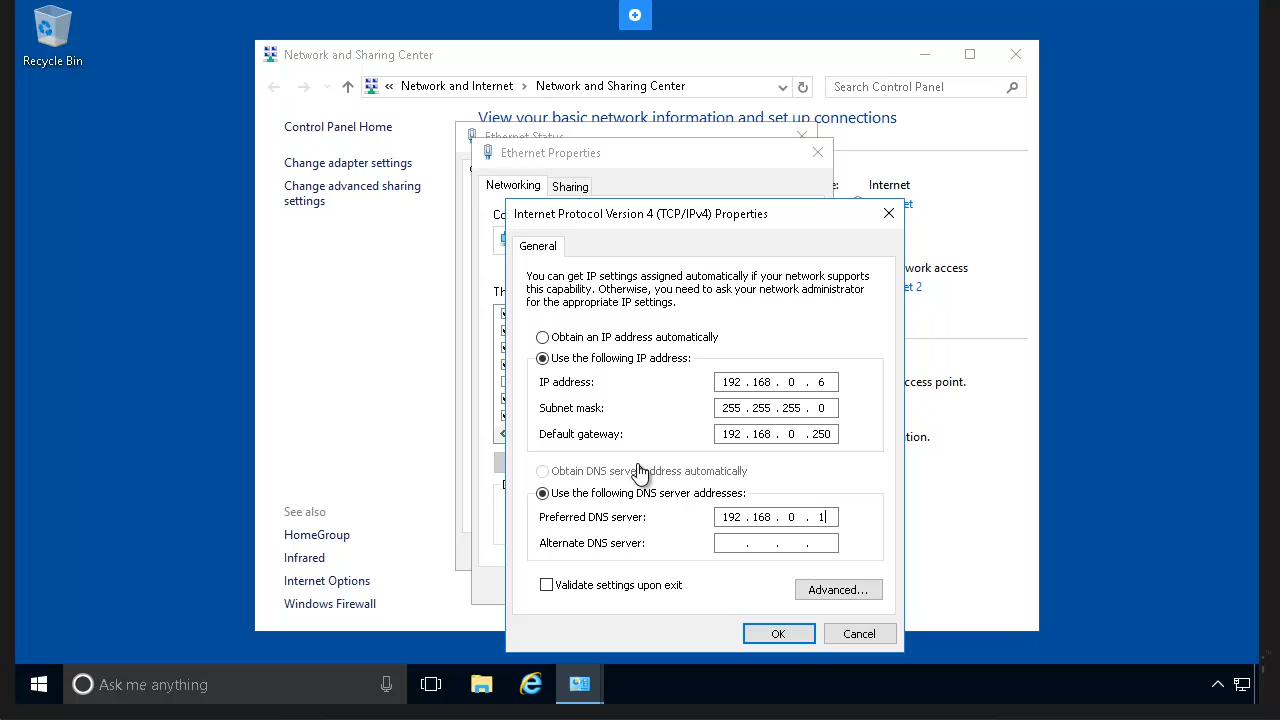 Recycle Bin
Network and Sharing Center
« Network and Internet > Network and Sharing Center
Search Control Panel
Control Panel Home
Change adapter settings
Change advanced sharing
settings
View your basic network information and set up connections
Ethernet Status
Ethernet Properties
Networking
Sharing
Internet
Internet Protocol Version 4 (TCP/IPv4) Properties
General
You can get IP settings assigned automatically if your network supports
this capability. Otherwise, you need to ask your network administrator
for the appropriate IP settings.
Obtain an IP address automatically
Use the following IP address:
IP address: 192 . 168 . 0 . 6
Subnet mask: 255 . 255 . 255 . 0
Default gateway: 192 . 168 . 0 . 250
Obtain DNS server address automatically
Use the following DNS server addresses:
Preferred DNS server: 192 . 168 . 0 . 1
Alternate DNS server: . . .
Validate settings upon exit
Advanced...
OK
Cancel
access
2
access point.
See also
HomeGroup
Infrared
Internet Options
Windows Firewall
Ask me anything